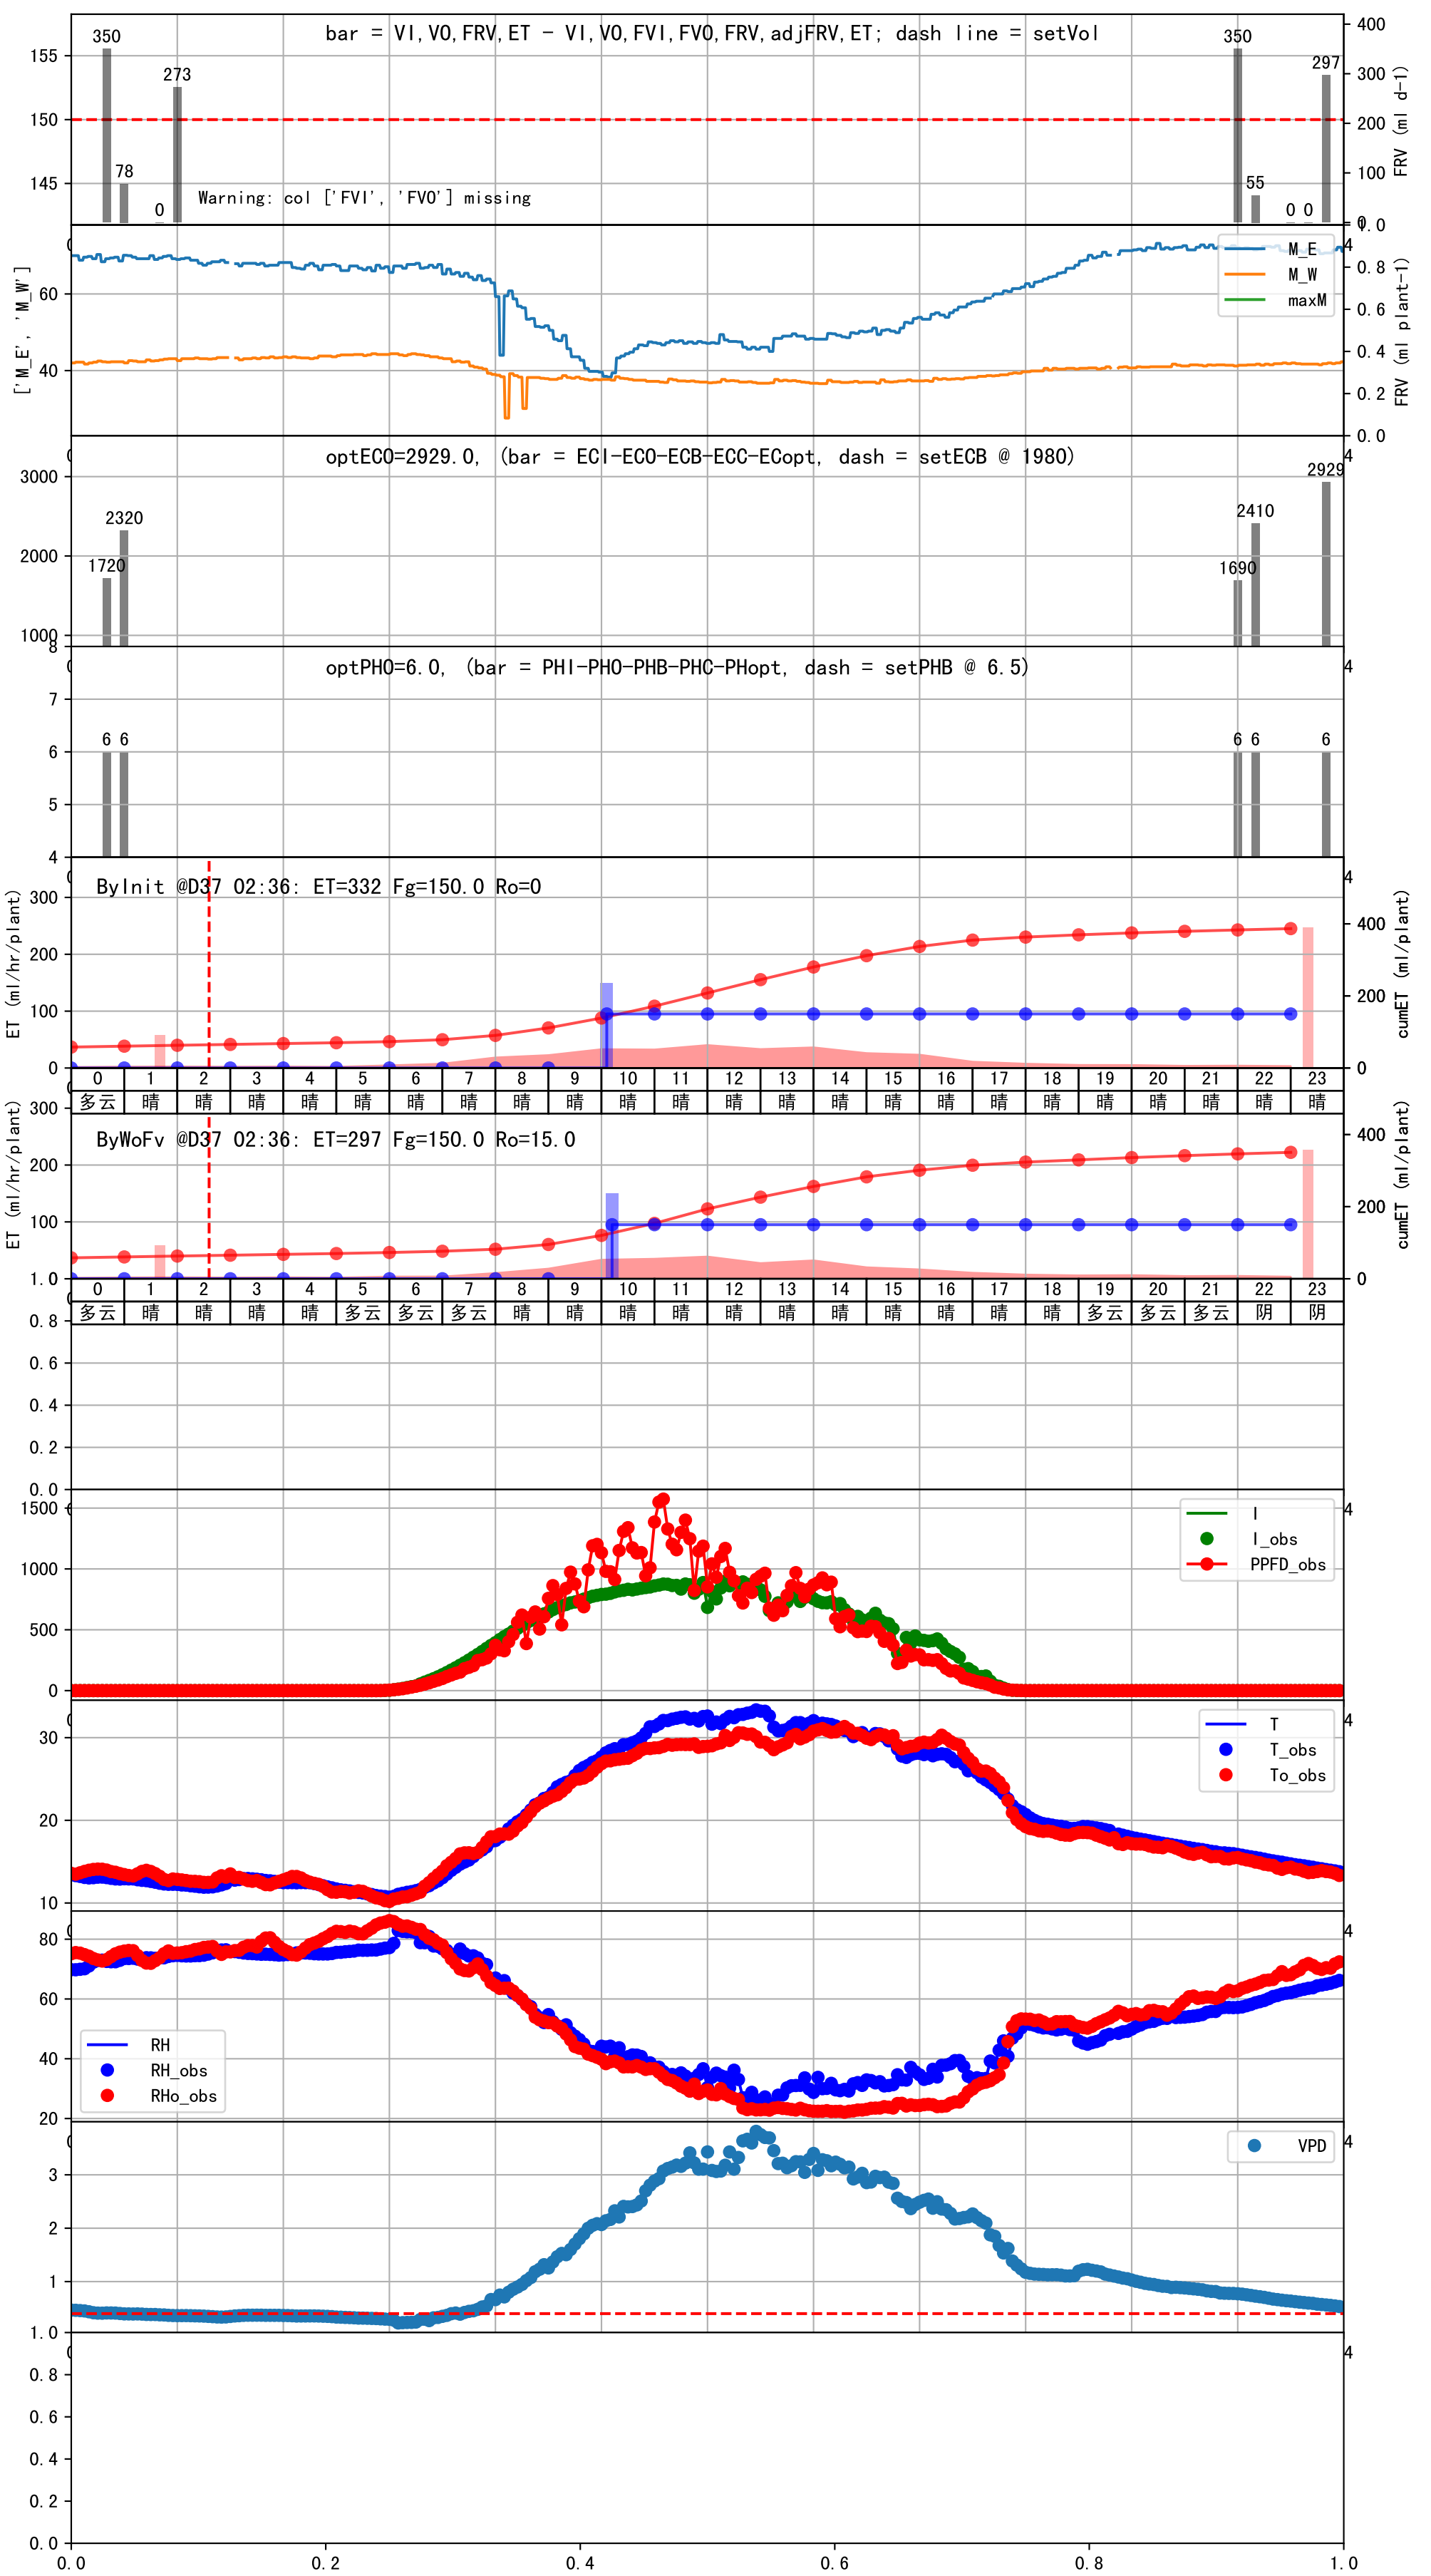 bar = VI,VO,FRV,ET - VI,VO,FVI,FVO,FRV,adjFRV,ET; dash line = setVol
350 78 0 273 350 55 0 0 297
155 150 145
400 300 200 100 0
FRV (ml d-1)
Warning: col ['FVI', 'FVO'] missing
['M_E', 'M_W']
60 40
1.0 0.8 0.6 0.4 0.2 0.0
FRV (ml plant-1)
M_E
M_W
maxM
optECO=2929.0, (bar = ECI-ECO-ECB-ECC-ECopt, dash = setECB @ 1980)
3000 2000 1000
1720 2320 1690 2410 2929
optPHO=6.0, (bar = PHI-PHO-PHB-PHC-PHopt, dash = setPHB @ 6.5)
8 7 6 5 4
6 6 6 6 6
ByInit @D37 02:36: ET=332 Fg=150.0 Ro=0
ET (ml/hr/plant)
300 200 100 0
cumET (ml/plant)
400 200 0
0 1 2 3 4 5 6 7 8 9 10 11 12 13 14 15 16 17 18 19 20 21 22 23
多云 晴 晴 晴 晴 晴 晴 晴 晴 晴 晴 晴 晴 晴 晴 晴 晴 晴 晴 晴 晴 晴 晴 晴
ByWoFv @D37 02:36: ET=297 Fg=150.0 Ro=15.0
ET (ml/hr/plant)
300 200 100
cumET (ml/plant)
400 200 0
0 1 2 3 4 5 6 7 8 9 10 11 12 13 14 15 16 17 18 19 20 21 22 23
多云 晴 晴 晴 晴 多云 多云 多云 晴 晴 晴 晴 晴 晴 晴 晴 晴 晴 晴 多云 多云 多云 阴 阴
1.0 0.8 0.6 0.4 0.2 0.0
1500 1000 500 0
I
I_obs
PPFD_obs
30 20 10
T
T_obs
To_obs
80 60 40 20
RH
RH_obs
RHo_obs
3 2 1
VPD
1.0 0.8 0.6 0.4 0.2 0.0
0.0 0.2 0.4 0.6 0.8 1.0